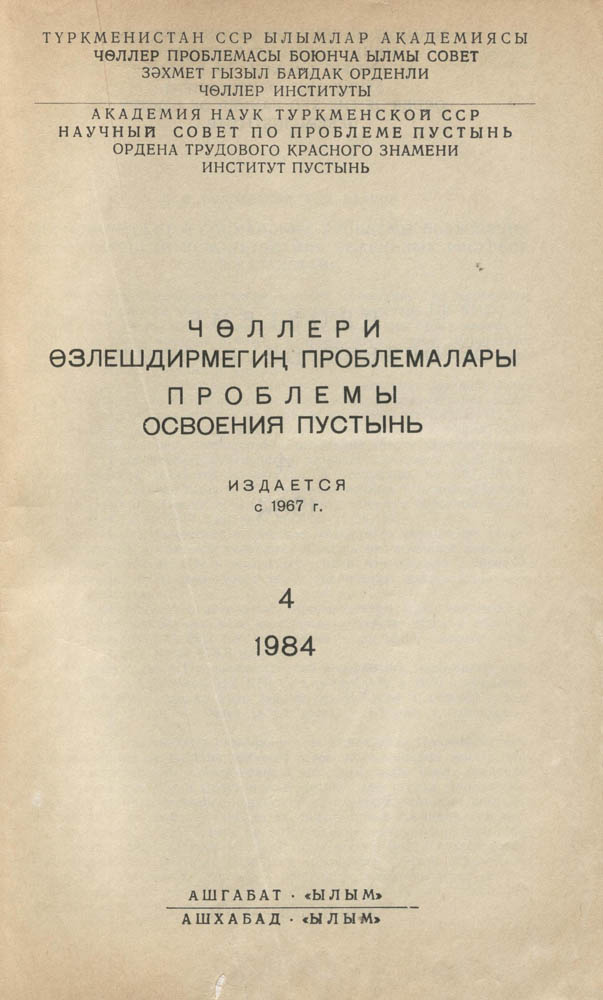 ТҮРКМЕНИСТАН ССР ЫЛЫМЛАР АКАДЕМИЯСЫ
ЧӨЛЛЕР ПРОБЛЕМАСЫ БОЮНЧА ЫЛМЫ СОВЕТ
ЗӘХМЕТ ГЫЗЫЛ БАЙДАК ОРДЕНЛИ
ЧӨЛЛЕР ИНСТИТУТЫ
АКАДЕМИЯ НАУК ТУРКМЕНСКОЙ ССР
НАУЧНЫЙ СОВЕТ ПО ПРОБЛЕМЕ ПУСТЫНЬ
ОРДЕНА ТРУДОВОГО КРАСНОГО ЗНАМЕНИ
ИНСТИТУТ ПУСТЫНЬ
ЧӨЛЛЕРИ
ӨЗЛЕШДИРМЕГИҢ ПРОБЛЕМАЛАРЫ
ПРОБЛЕМЫ
ОСВОЕНИЯ ПУСТЫНЬ
ИЗДАЕТСЯ
с 1967 г.
4
1984
АШГАБАТ · «ЫЛЫМ»
АШХАБАД · «ЫЛЫМ»